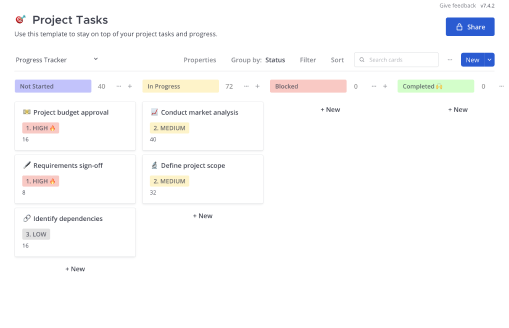 Give feedback v7.4.2
Project Tasks
Use this template to stay on top of your project tasks and progress.
Share
Progress Tracker
Properties Group by: Status Filter Sort Search cards New
Not Started 40
In Progress 72
Blocked 0
Completed 0
Project budget approval
1. HIGH
16
Requirements sign-off
1. HIGH
8
Identify dependencies
3. LOW
16
+ New
Conduct market analysis
2. MEDIUM
40
Define project scope
2. MEDIUM
32
+ New
+ New
+ New